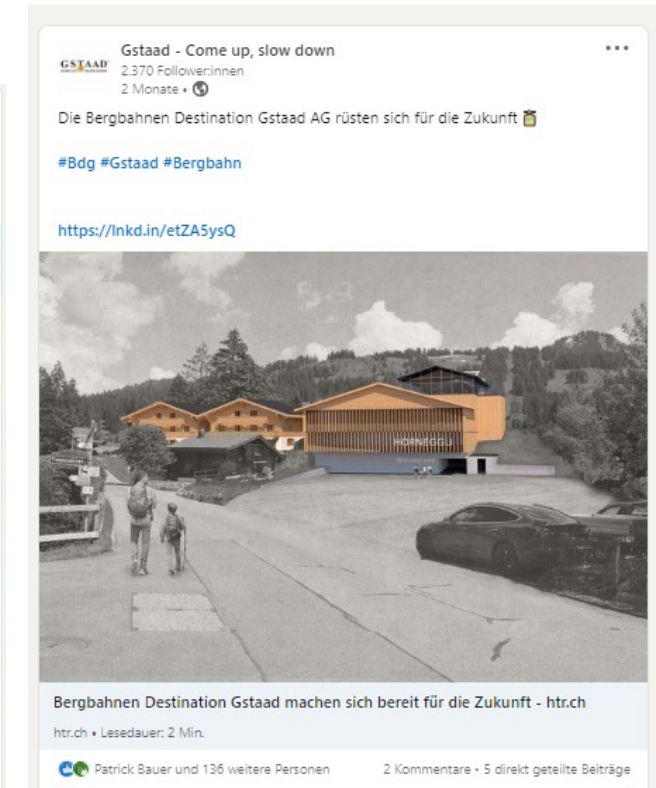 GSTAAD
Gstaad - Come up, slow down
2.370 Follower:innen
2 Monate •
Die Bergbahnen Destination Gstaad AG rüsten sich für die Zukunft
#Bdg #Gstaad #Bergbahn
https://lnkd.in/etZA5ysQ
HORNEGGLI
Bergbahnen Destination Gstaad machen sich bereit für die Zukunft - htr.ch
htr.ch • Lesedauer: 2 Min.
Patrick Bauer und 136 weitere Personen
2 Kommentare • 5 direkt geteilte Beiträge